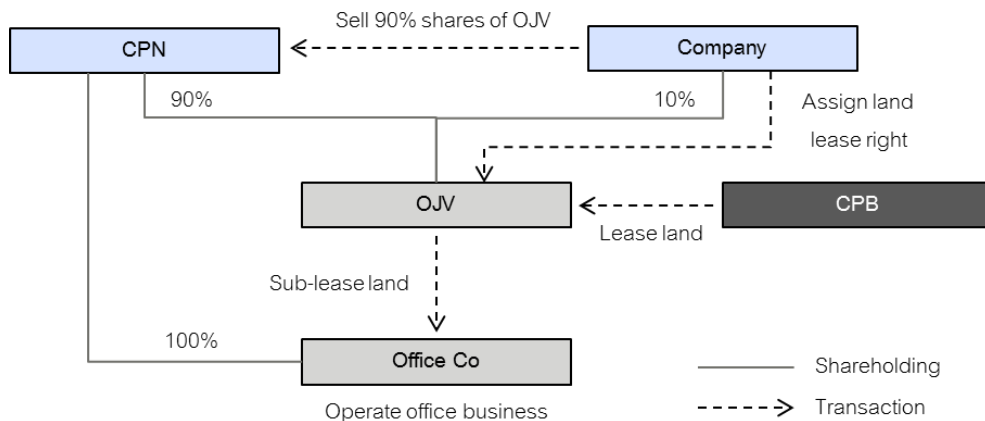 Sell 90% shares of OJV
CPN
Company
90%
10%
Assign land
lease right
OJV
CPB
Lease land
Sub-lease land
100%
Office Co
Operate office business
Shareholding
Transaction